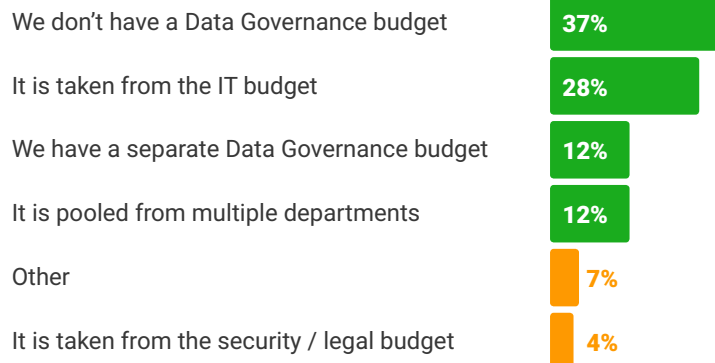 We don’t have a Data Governance budget 37%
It is taken from the IT budget 28%
We have a separate Data Governance budget 12%
It is pooled from multiple departments 12%
Other 7%
It is taken from the security / legal budget 4%